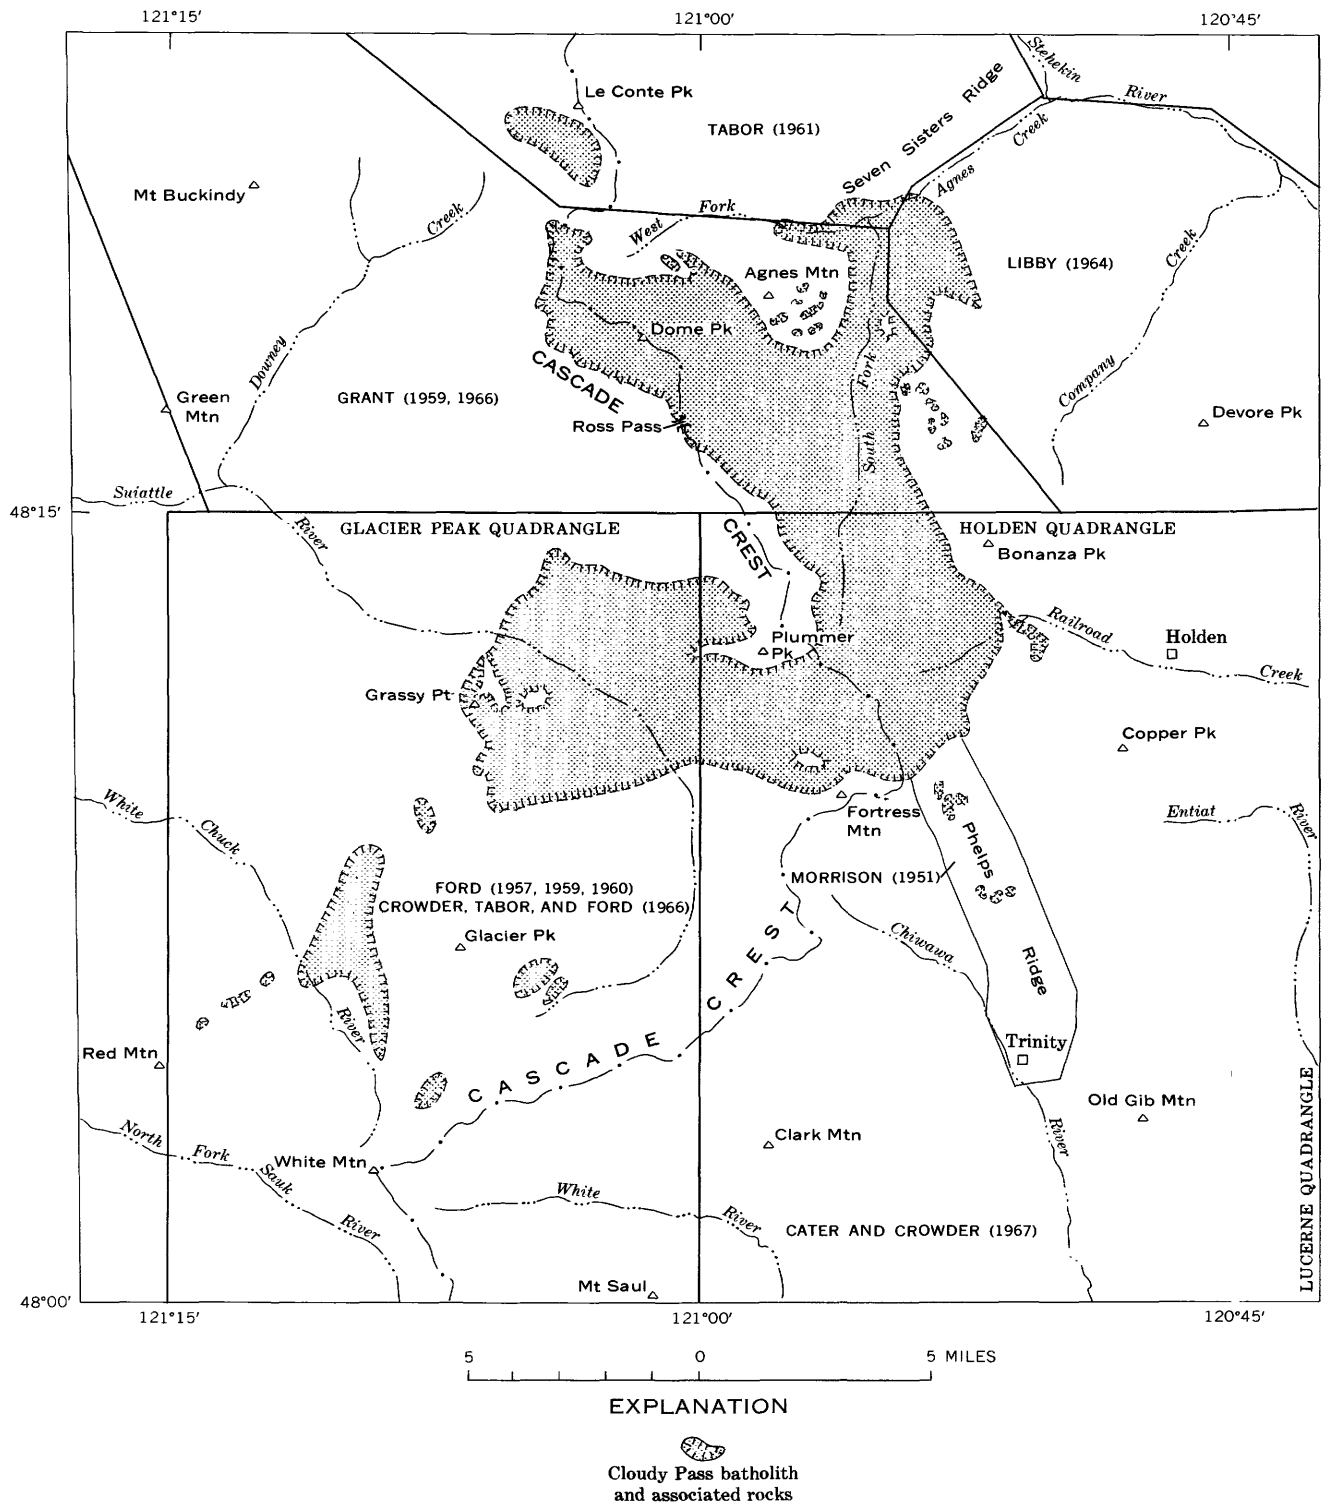 121°15′ 121°00′ 120°45′
Stehekin
River
Le Conte Pk
Seven Sisters Ridge
TABOR (1961)
Creek
Agnes
Mt Buckindy
Creek
West
Fork
Creek
LIBBY (1964)
Agnes Mtn
Dome Pk
Downey
CASCADE
Fork
Company
Green
Mtn
GRANT (1959, 1966)
Ross Pass
Devore Pk
South
Suiattle
48°15′
River
GLACIER PEAK QUADRANGLE
HOLDEN QUADRANGLE
CREST
Bonanza Pk
Railroad
Holden
Creek
Plummer
Pk
Grassy Pt
Copper Pk
White
Chuck
Fortress
Mtn
Entiat
River
Phelps
MORRISON (1951)
FORD (1957, 1959, 1960)
CROWDER, TABOR, AND FORD (1966)
Glacier Pk
Chiwawa
Ridge
CASCADE CREST
River
Red Mtn
Trinity
Old Gib Mtn
North
Fork
Sauk
River
White Mtn
Clark Mtn
River
White
River
CATER AND CROWDER (1967)
LUCERNE QUADRANGLE
Mt Saul
48°00′
121°15′ 121°00′ 120°45′
5 0 5 MILES
EXPLANATION
Cloudy Pass batholith
and associated rocks